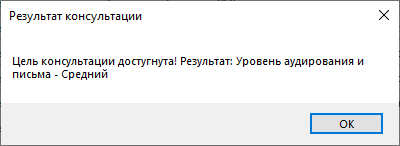 Результат консультации
Цель консультации достугнута! Результат: Уровень аудирования и
письма - Средний
OK